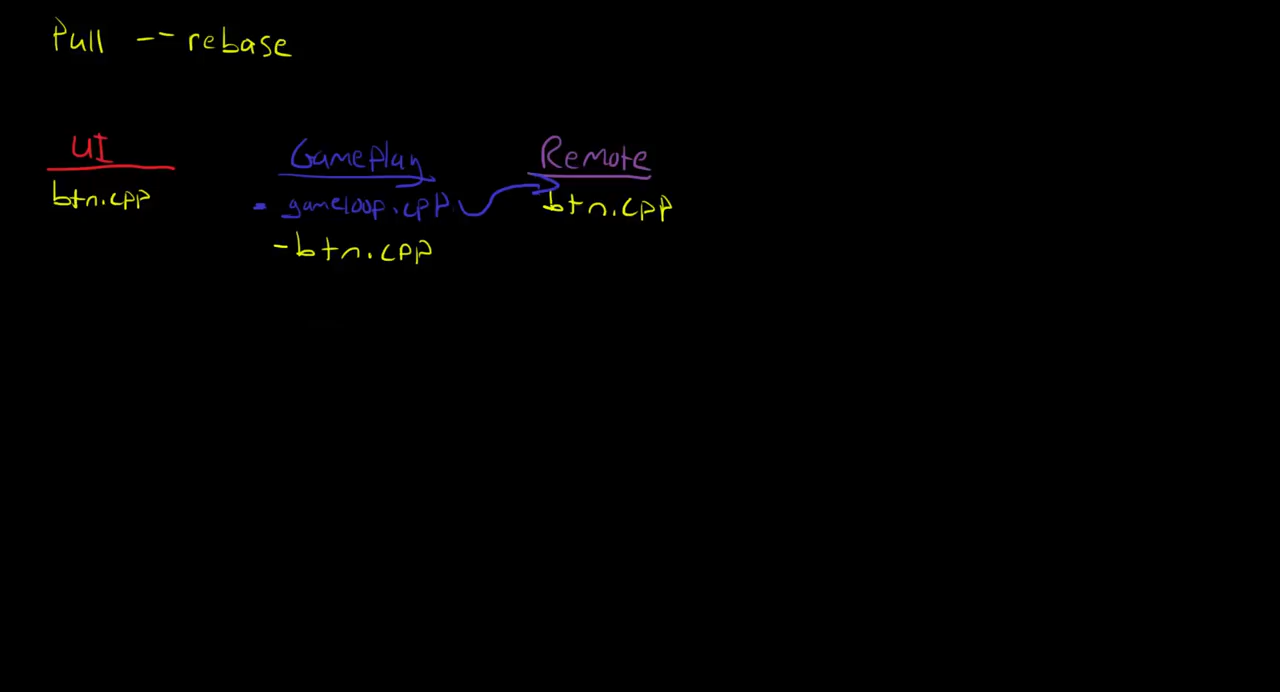 Pull -- rebase
UI
btn.cpp
Gameplay
- gameloop.cpp
- btn.cpp
Remote
btn.cpp